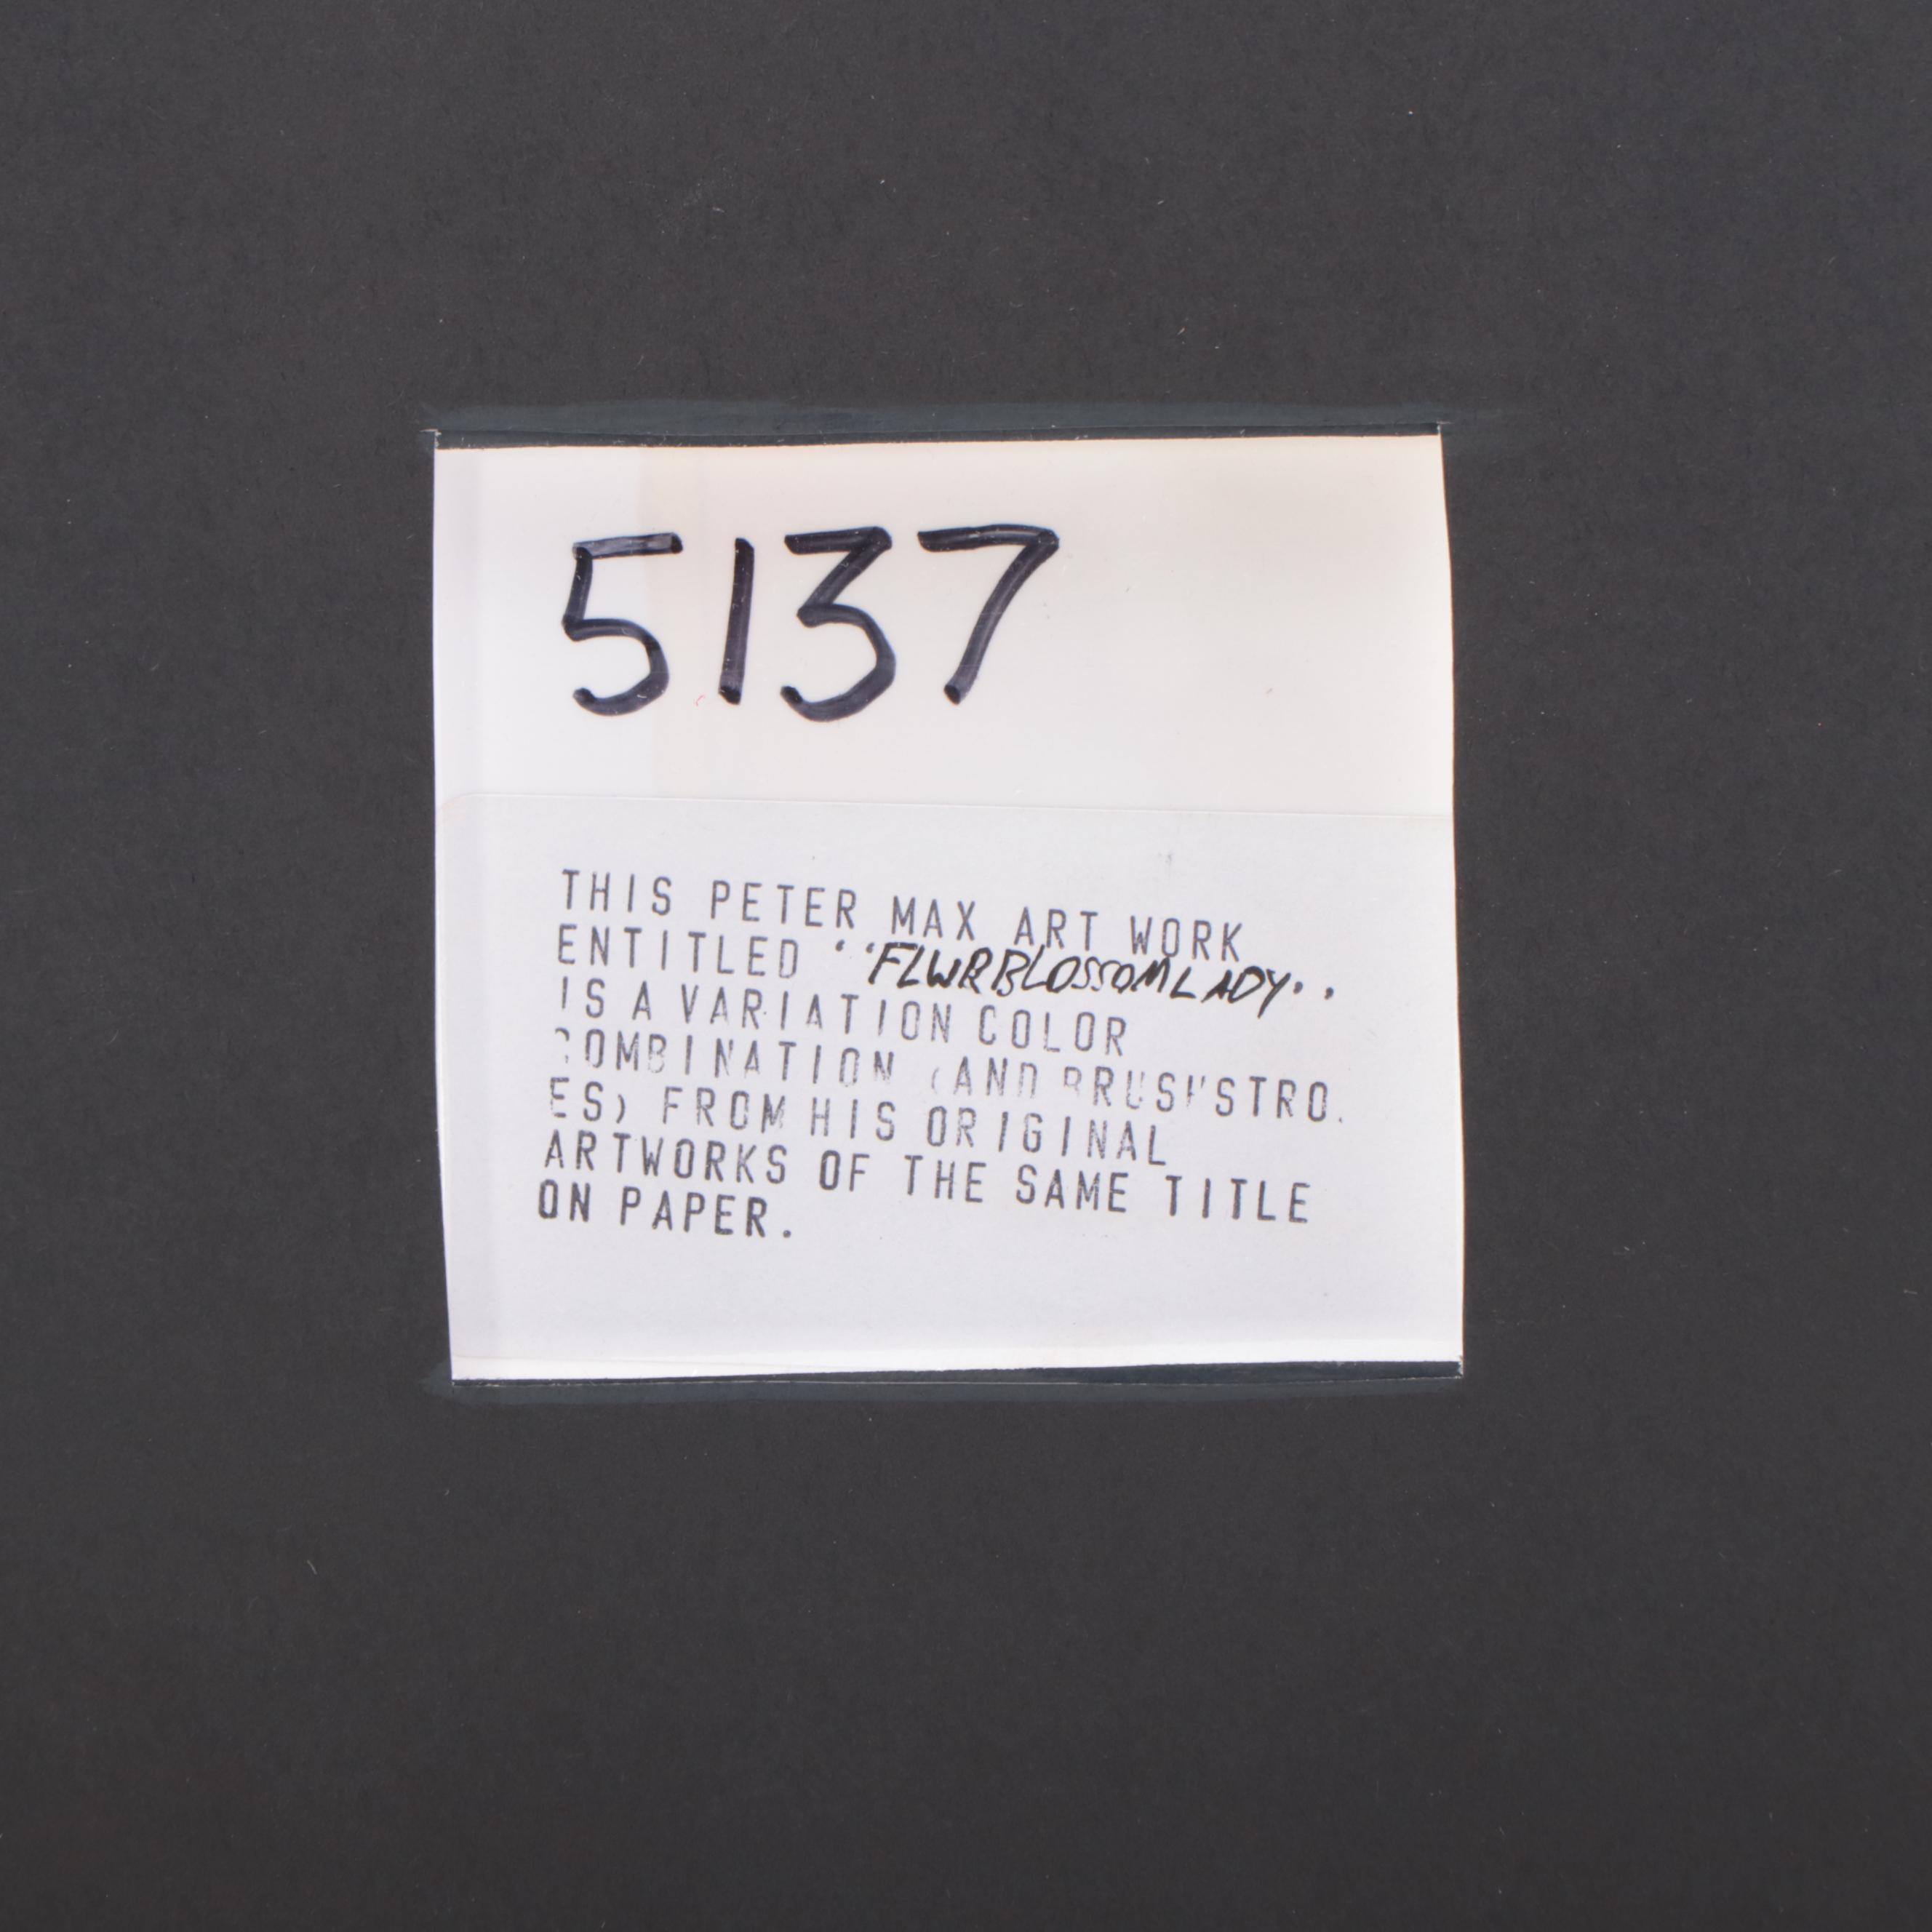 5137
THIS PETER MAX ART WORK
ENTITLED "FLWRBLOSSOMLADY"
IS A VARIATION COLOR
COMBINATION (AND BRUSHSTRO
ES) FROM HIS ORIGINAL
ARTWORKS OF THE SAME TITLE
ON PAPER.